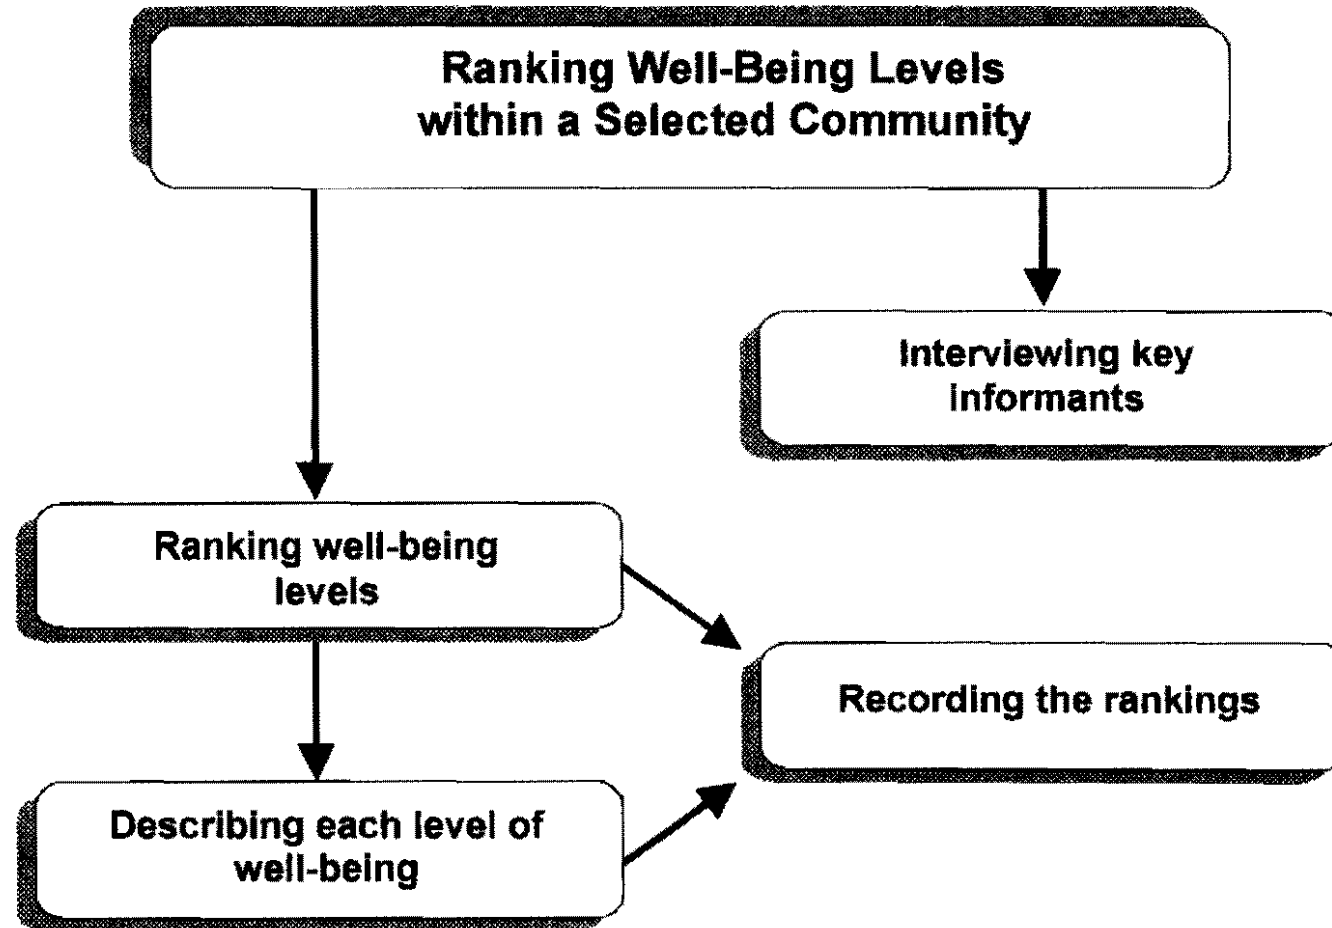 Ranking Well-Being Levels
within a Selected Community
Interviewing key
informants
Ranking well-being
levels
Recording the rankings
Describing each level of
well-being